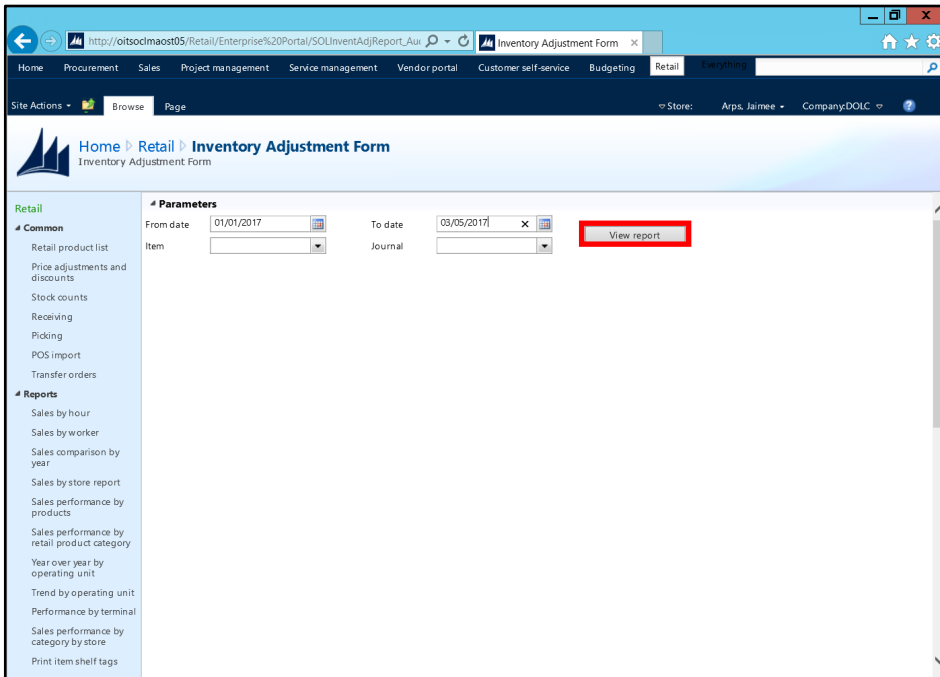 http://oitsoclmaost05/Retail/Enterprise%20Portal/SOLInventAdjReport_Au
Inventory Adjustment Form
Home Procurement Sales Project management Service management Vendor portal Customer self-service Budgeting Retail Everything
Site Actions Browse Page Store: Arps, Jaimee Company:DOLC
Home Retail Inventory Adjustment Form
Inventory Adjustment Form
Retail
Common
Retail product list
Price adjustments and
discounts
Stock counts
Receiving
Picking
POS import
Transfer orders
Reports
Sales by hour
Sales by worker
Sales comparison by
year
Sales by store report
Sales performance by
products
Sales performance by
retail product category
Year over year by
operating unit
Trend by operating unit
Performance by terminal
Sales performance by
category by store
Print item shelf tags
Parameters
From date 01/01/2017 To date 03/05/2017
Item Journal
View report